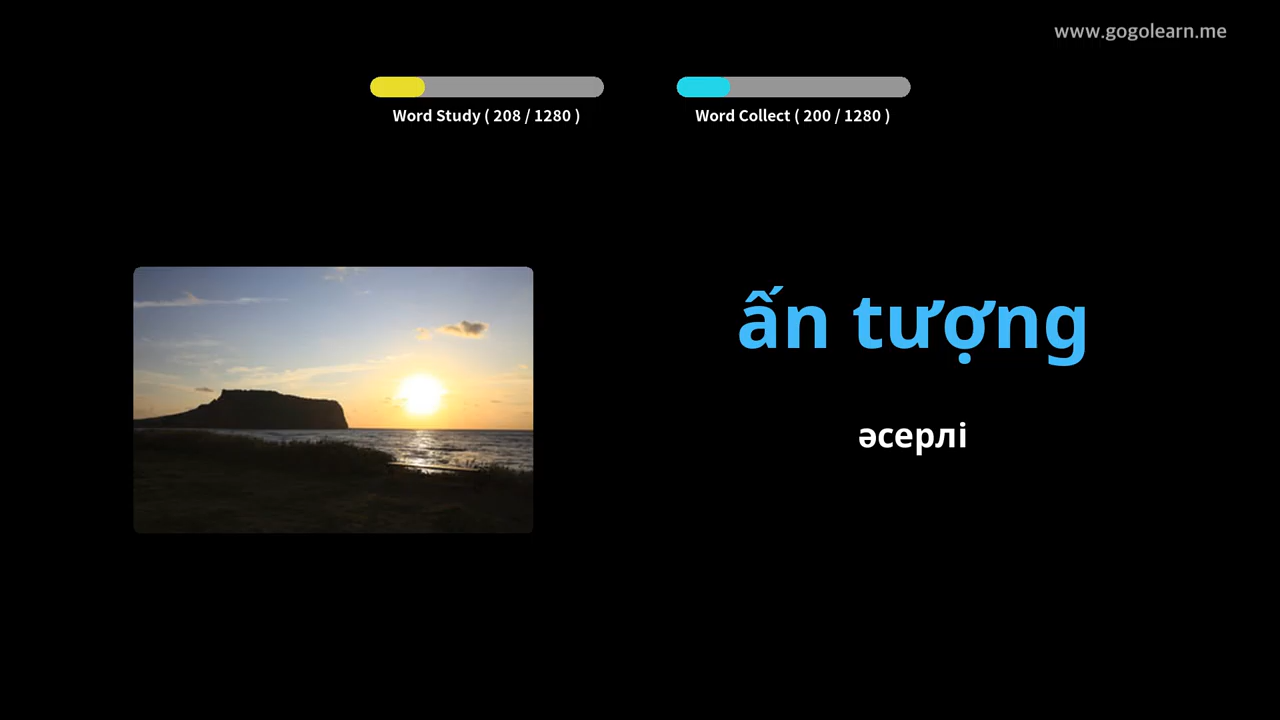 www.gogolearn.me
Word Study ( 208 / 1280 )
Word Collect ( 200 / 1280 )
ấn tượng
әсерлі